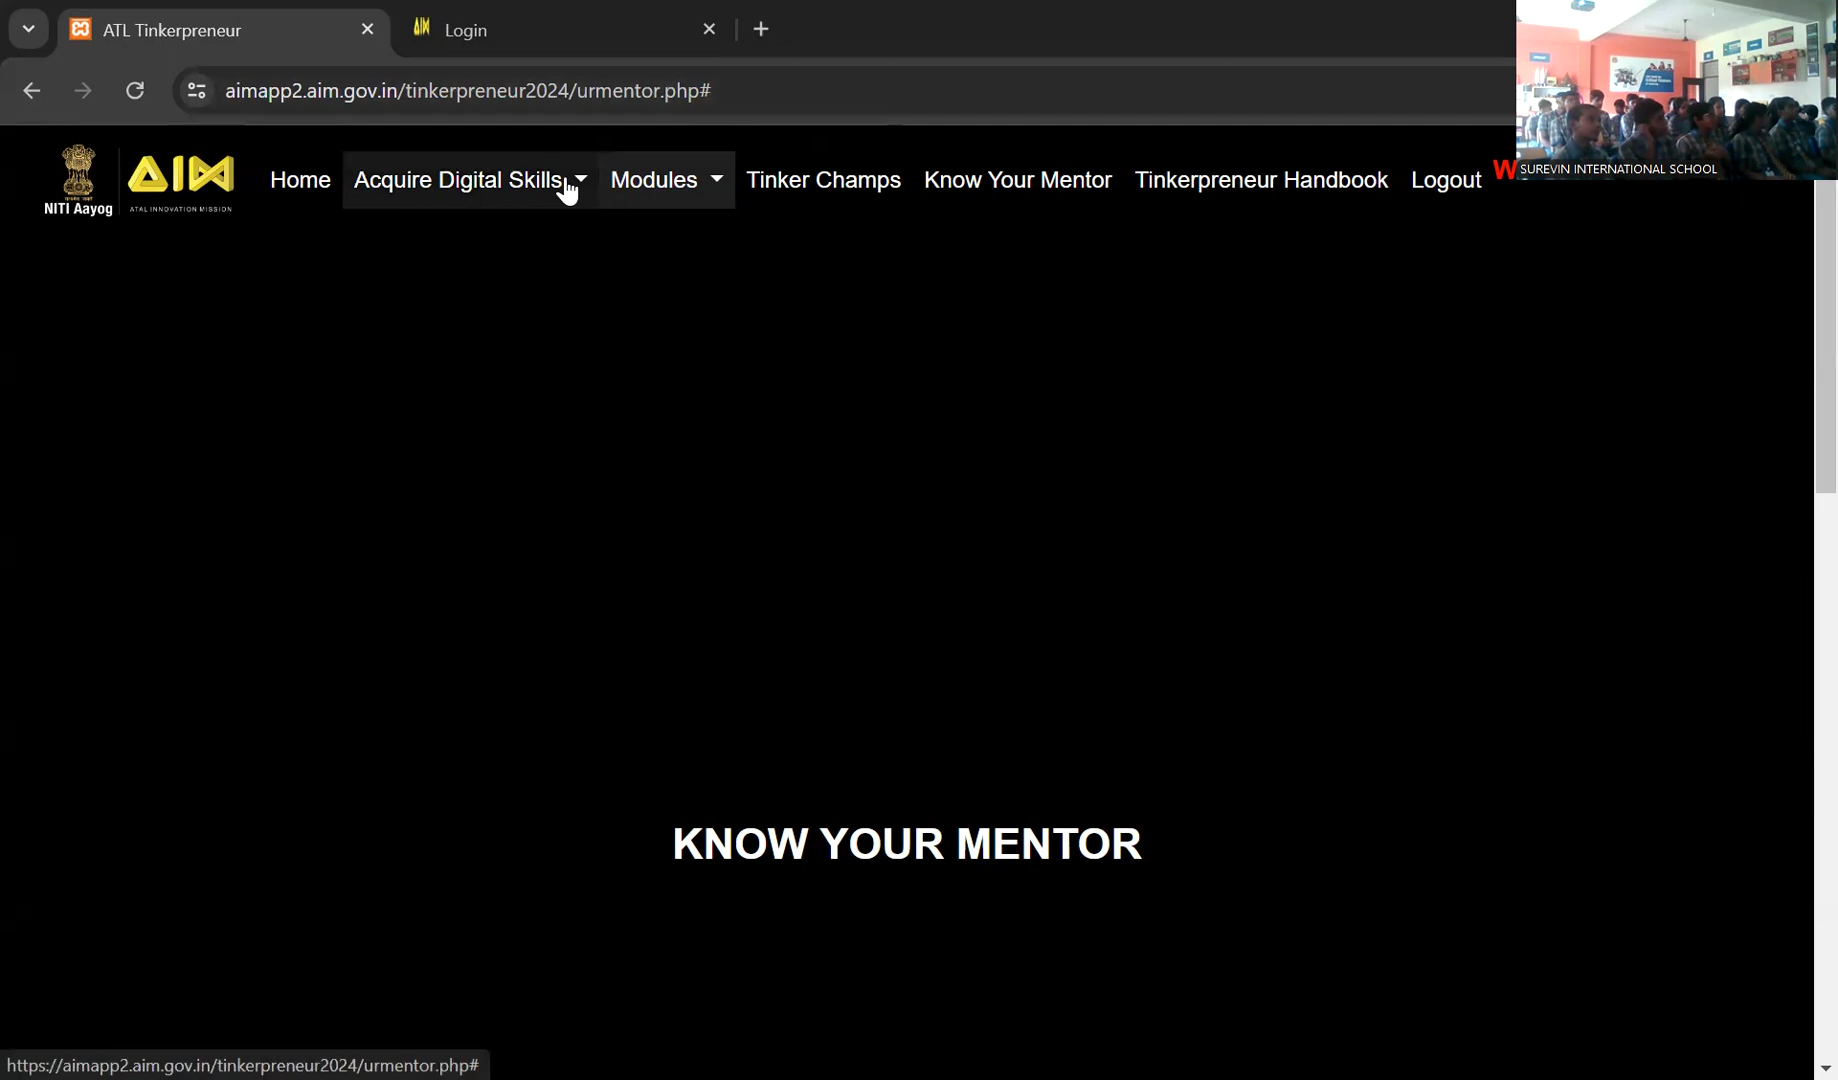 ATL Tinkerpreneur
Login
aimapp2.aim.gov.in/tinkerpreneur2024/urmentor.php#
NITI Aayog
AIM
ATAL INNOVATION MISSION
Home
Acquire Digital Skills
Modules
Tinker Champs
Know Your Mentor
Tinkerpreneur Handbook
Logout
W
SUREVIN INTERNATIONAL SCHOOL
KNOW YOUR MENTOR
https://aimapp2.aim.gov.in/tinkerpreneur2024/urmentor.php#